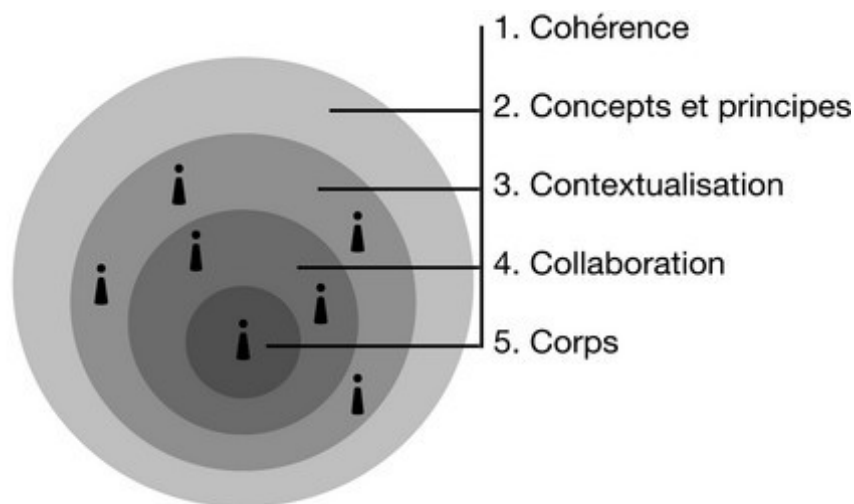 1. Cohérence
2. Concepts et principes
3. Contextualisation
4. Collaboration
5. Corps